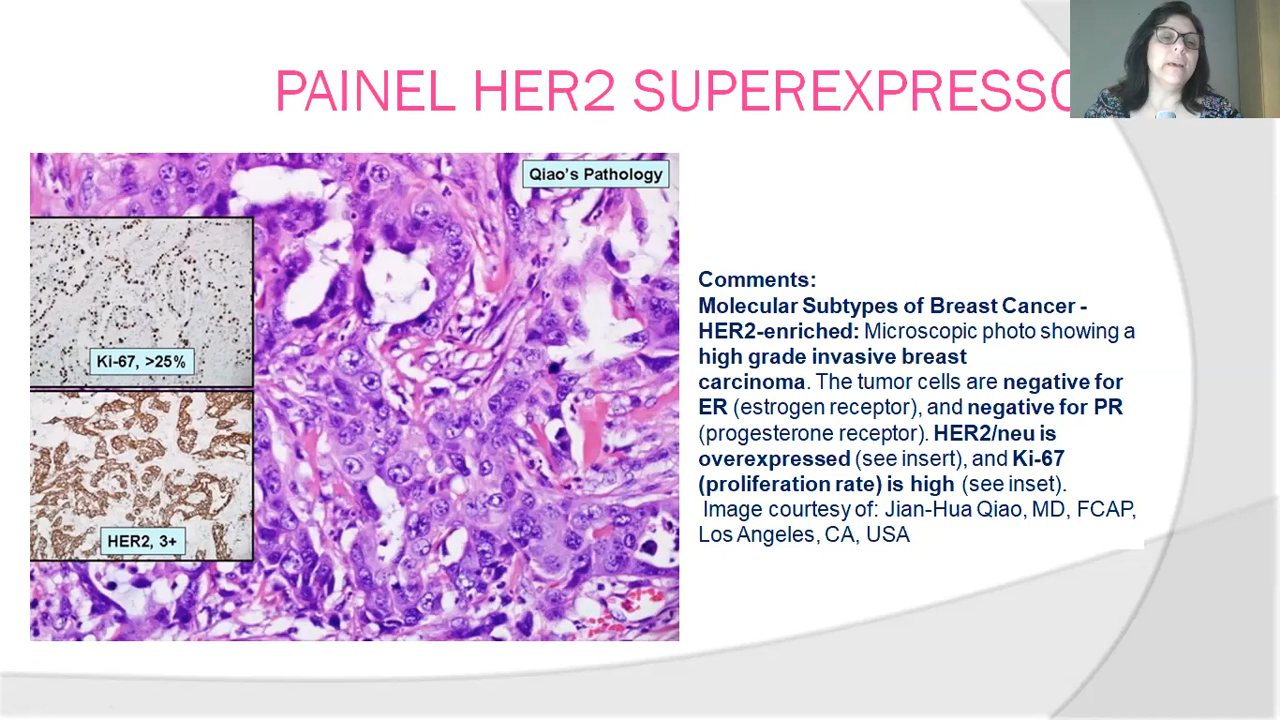 PAINEL HER2 SUPEREXPRESSO
Qiao's Pathology
Ki-67, >25%
HER2, 3+
Comments:
Molecular Subtypes of Breast Cancer -
HER2-enriched: Microscopic photo showing a
high grade invasive breast
carcinoma. The tumor cells are negative for
ER (estrogen receptor), and negative for PR
(progesterone receptor). HER2/neu is
overexpressed (see insert), and Ki-67
(proliferation rate) is high (see inset).
Image courtesy of: Jian-Hua Qiao, MD, FCAP,
Los Angeles, CA, USA